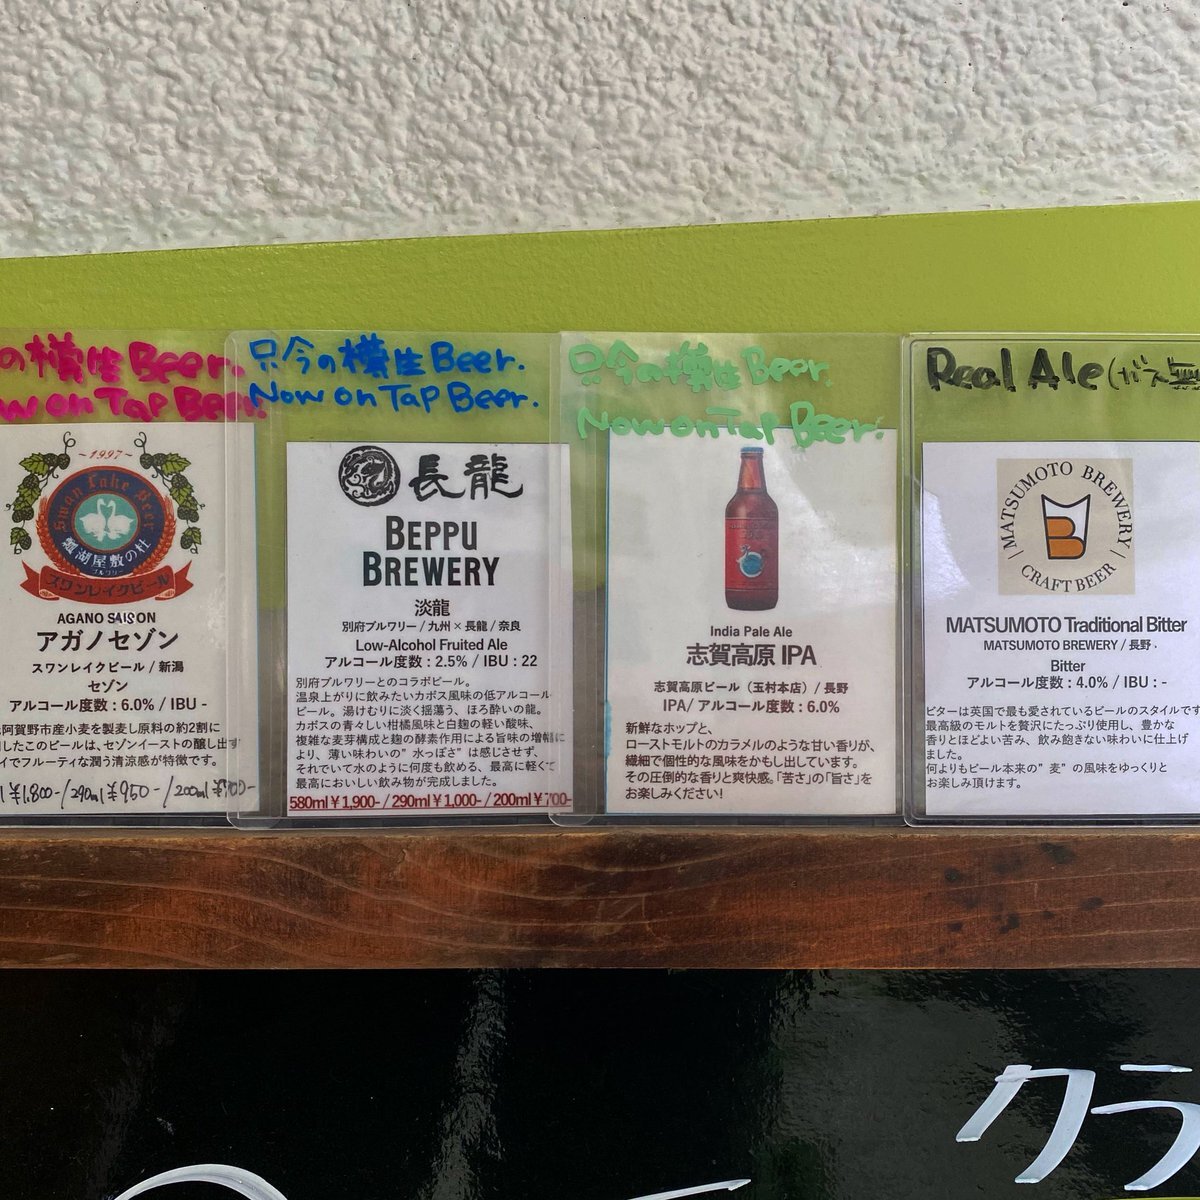 の樽生Beer.
ow on Tap Beer.
~1997~
Swan Lake Beer
瓢湖屋敷の杜
ブルワリー
スワンレイクビール
AGANO SAISON
アガノセゾン
スワンレイクビール / 新潟
セゾン
アルコール度数 : 6.0% / IBU -
阿賀野市産小麦を製麦し原料の約2割に
したこのビールは、セゾンイーストの醸し出す
イでフルーティな潤う清涼感が特徴です。
l ¥1,800- / 290ml ¥950- / 200ml ¥700-
只今の樽生Beer.
Now on Tap Beer.
長龍
BEPPU
BREWERY
淡龍
別府ブルワリー / 九州 × 長龍 / 奈良
Low-Alcohol Fruited Ale
アルコール度数 : 2.5% / IBU : 22
別府ブルワリーとのコラボビール。
温泉上がりに飲みたいカボス風味の低アルコール
ビール。湯けむりに淡く揺蕩う、ほろ酔いの龍。
カボスの青々しい柑橘風味と白麹の軽い酸味、
複雑な麦芽構成と麹の酵素作用による旨味の増幅に
より、薄い味わいの”水っぽさ”は感じさせず、
それでいて水のように何度も飲める、最高に軽くて
最高においしい飲み物が完成しました。
580ml ¥ 1,900- / 290ml ¥ 1,000- / 200ml ¥ 700-
只今の樽生Beer.
Now on Tap Beer.
India Pale Ale
志賀高原 IPA
志賀高原ビール（玉村本店）/ 長野
IPA/ アルコール度数 : 6.0%
新鮮なホップと、
ローストモルトのカラメルのような甘い香りが、
繊細で個性的な風味をかもし出しています。
その圧倒的な香りと爽快感。「苦さ」の「旨さ」を
お楽しみください!
Real Ale (ガス無
MATSUMOTO BREWERY
CRAFT BEER
MATSUMOTO Traditional Bitter
MATSUMOTO BREWERY / 長野 .
Bitter
アルコール度数 : 4.0% / IBU : -
ビターは英国で最も愛されているビールのスタイルです
最高級のモルトを贅沢にたっぷり使用し、豊かな
香りとほどよい苦み、飲み飽きない味わいに仕上げ
ました。
何よりもビール本来の”麦”の風味をゆっくりと
お楽しみ頂けます。
クラ